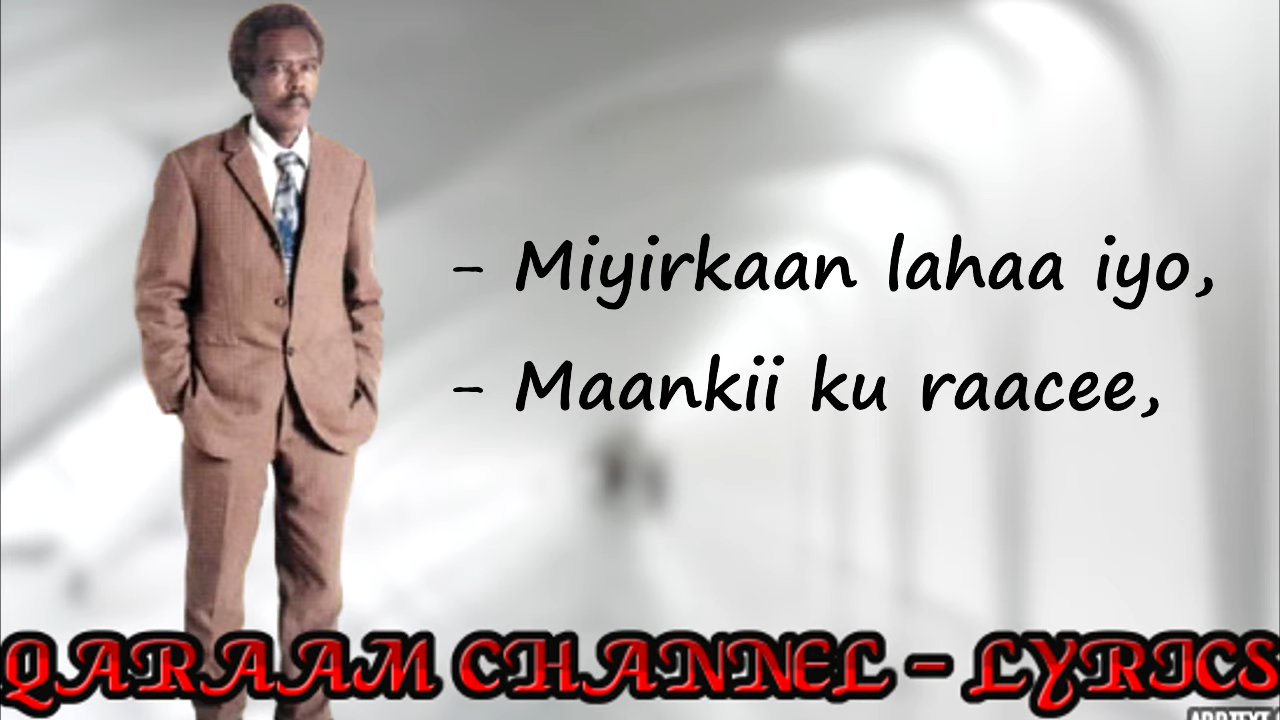 - Miyirkaan lahaa iyo,
- Maankii ku raacee,
QARAAM CHANNEL - LYRICS